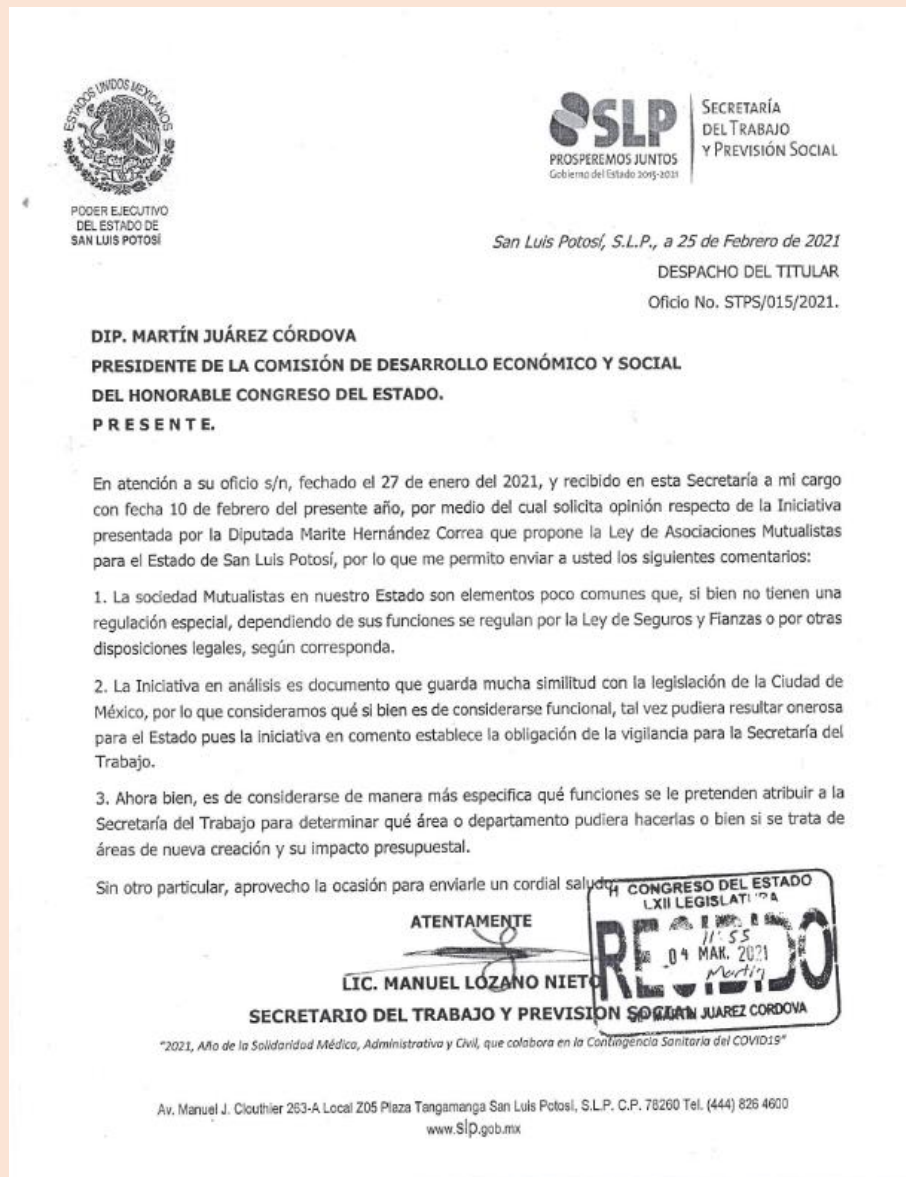 ESTADOS UNIDOS MEXICANOS
PODER EJECUTIVO
DEL ESTADO DE
SAN LUIS POTOSÍ
SLP
PROSPEREMOS JUNTOS
Gobierno del Estado 2015-2021
SECRETARÍA
DEL TRABAJO
Y PREVISIÓN SOCIAL
San Luis Potosí, S.L.P., a 25 de Febrero de 2021
DESPACHO DEL TITULAR
Oficio No. STPS/015/2021.
DIP. MARTÍN JUÁREZ CÓRDOVA
PRESIDENTE DE LA COMISIÓN DE DESARROLLO ECONÓMICO Y SOCIAL
DEL HONORABLE CONGRESO DEL ESTADO.
P R E S E N T E.
En atención a su oficio s/n, fechado el 27 de enero del 2021, y recibido en esta Secretaría a mi cargo
con fecha 10 de febrero del presente año, por medio del cual solicita opinión respecto de la Iniciativa
presentada por la Diputada Marite Hernández Correa que propone la Ley de Asociaciones Mutualistas
para el Estado de San Luis Potosí, por lo que me permito enviar a usted los siguientes comentarios:
1. La sociedad Mutualistas en nuestro Estado son elementos poco comunes que, si bien no tienen una
regulación especial, dependiendo de sus funciones se regulan por la Ley de Seguros y Fianzas o por otras
disposiciones legales, según corresponda.
2. La Iniciativa en análisis es documento que guarda mucha similitud con la legislación de la Ciudad de
México, por lo que consideramos qué si bien es de considerarse funcional, tal vez pudiera resultar onerosa
para el Estado pues la iniciativa en comento establece la obligación de la vigilancia para la Secretaría del
Trabajo.
3. Ahora bien, es de considerarse de manera más especifica qué funciones se le pretenden atribuir a la
Secretaría del Trabajo para determinar qué área o departamento pudiera hacerlas o bien si se trata de
áreas de nueva creación y su impacto presupuestal.
Sin otro particular, aprovecho la ocasión para enviarle un cordial saludo
ATENTAMENTE
LIC. MANUEL LOZANO NIETO
SECRETARIO DEL TRABAJO Y PREVISION SOCIAL
H CONGRESO DEL ESTADO
LXII LEGISLATURA
RECIBIDO
11:55
04 MAR. 2021
Martin
MARTIN JUAREZ CORDOVA
"2021, Año de la Solidaridad Médica, Administrativa y Civil, que colabora en la Contingencia Sanitaria del COVID19"
Av. Manuel J. Clouthier 263-A Local Z05 Plaza Tangamanga San Luis Potosí, S.L.P. C.P. 78260 Tel. (444) 826 4600
www.slp.gob.mx